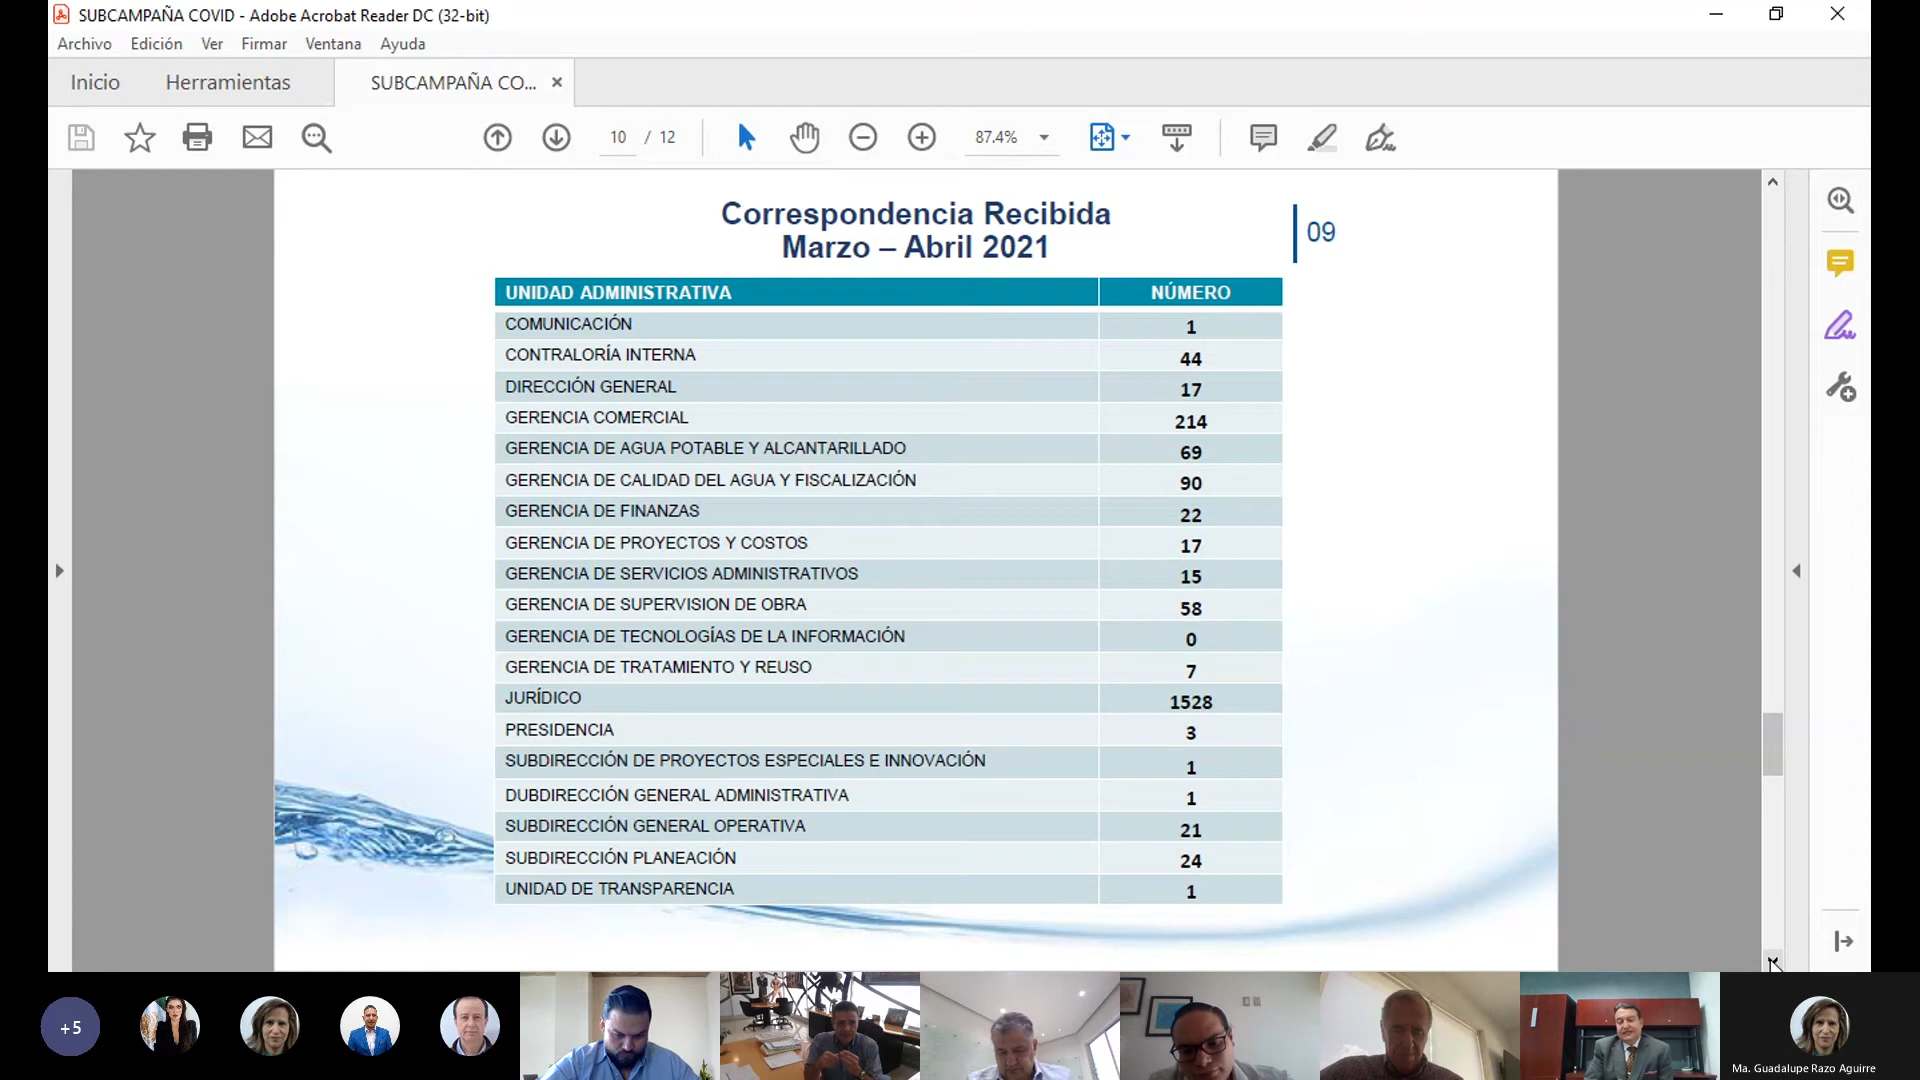 SUBCAMPAÑA COVID - Adobe Acrobat Reader DC (32-bit)
Archivo Edición Ver Firmar Ventana Ayuda
Inicio Herramientas SUBCAMPAÑA CO... ×
10 / 12 87.4%
Correspondencia Recibida
Marzo – Abril 2021
09
UNIDAD ADMINISTRATIVA NÚMERO
COMUNICACIÓN 1
CONTRALORÍA INTERNA 44
DIRECCIÓN GENERAL 17
GERENCIA COMERCIAL 214
GERENCIA DE AGUA POTABLE Y ALCANTARILLADO 69
GERENCIA DE CALIDAD DEL AGUA Y FISCALIZACIÓN 90
GERENCIA DE FINANZAS 22
GERENCIA DE PROYECTOS Y COSTOS 17
GERENCIA DE SERVICIOS ADMINISTRATIVOS 15
GERENCIA DE SUPERVISION DE OBRA 58
GERENCIA DE TECNOLOGÍAS DE LA INFORMACIÓN 0
GERENCIA DE TRATAMIENTO Y REUSO 7
JURÍDICO 1528
PRESIDENCIA 3
SUBDIRECCIÓN DE PROYECTOS ESPECIALES E INNOVACIÓN 1
DUBDIRECCIÓN GENERAL ADMINISTRATIVA 1
SUBDIRECCIÓN GENERAL OPERATIVA 21
SUBDIRECCIÓN PLANEACIÓN 24
UNIDAD DE TRANSPARENCIA 1
+5
Ma. Guadalupe Razo Aguirre